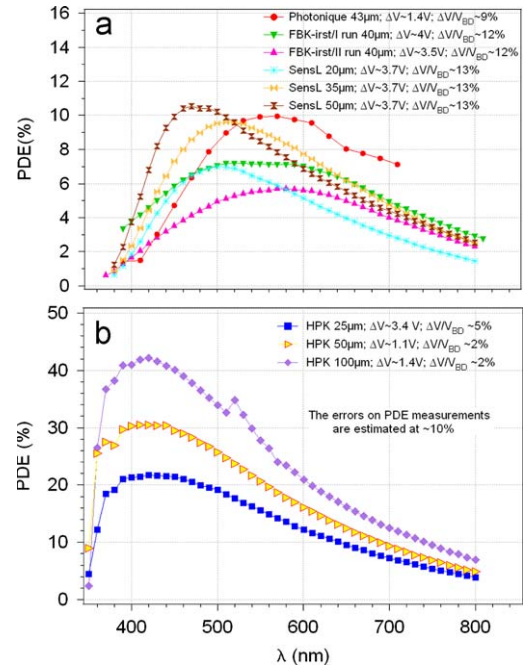 a
Photonique 43μm; ΔV~1.4V; ΔV/V_BD~9%
FBK-irst/I run 40μm; ΔV~4V; ΔV/V_BD~12%
FBK-irst/II run 40μm; ΔV~3.5V; ΔV/V_BD~12%
SensL 20μm; ΔV~3.7V; ΔV/V_BD~13%
SensL 35μm; ΔV~3.7V; ΔV/V_BD~13%
SensL 50μm; ΔV~3.7V; ΔV/V_BD~13%
PDE(%)
16
14
12
10
8
6
4
2
0
b
HPK 25μm; ΔV~3.4 V; ΔV/V_BD ~5%
HPK 50μm; ΔV~1.1V; ΔV/V_BD ~2%
HPK 100μm; ΔV~1.4V; ΔV/V_BD ~2%
The errors on PDE measurements
are estimated at ~10%
PDE (%)
50
40
30
20
10
0
400 500 600 700 800
λ (nm)